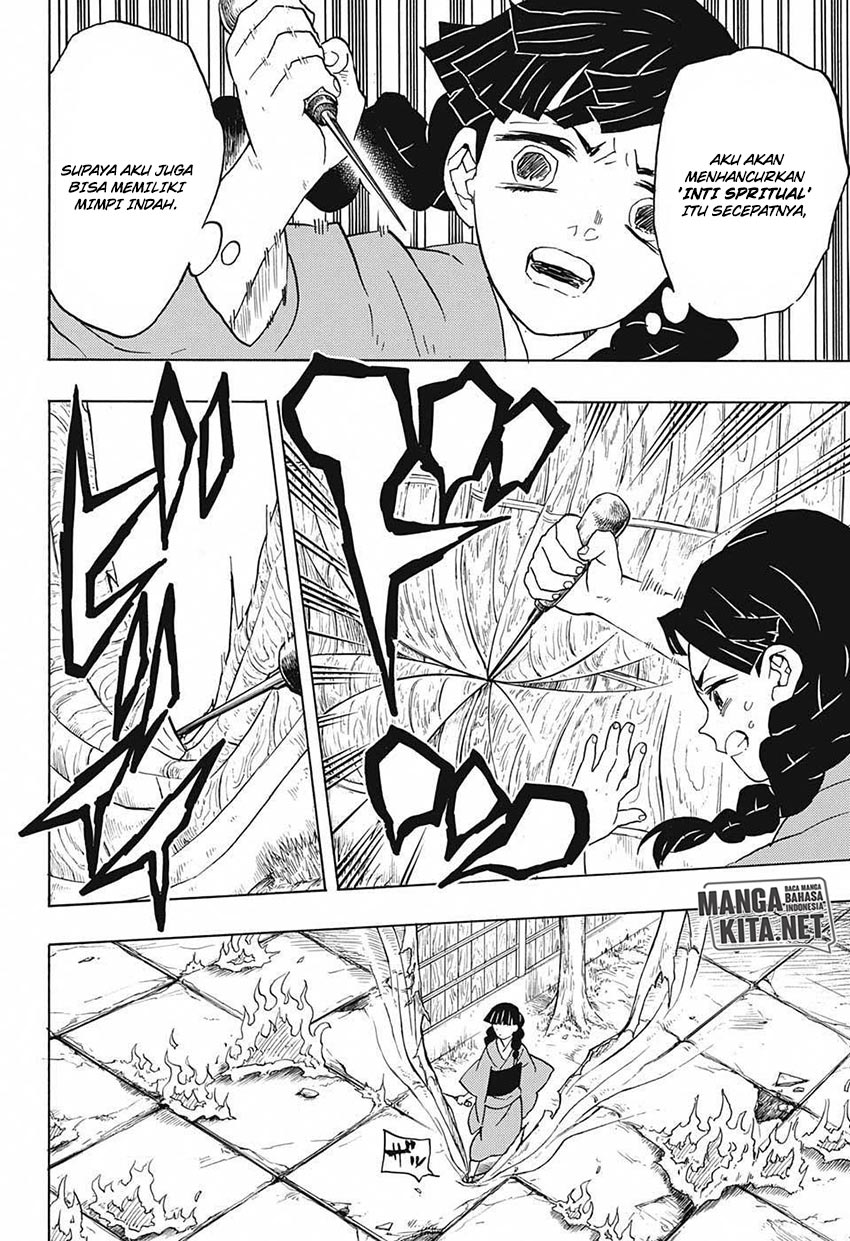 AKU AKAN
MENHANCURKAN
'INTI SPRITUAL'
ITU SECEPATNYA,
SUPAYA AKU JUGA
BISA MEMILIKI
MIMPI INDAH.
MANGA
KITA.NET
BACA MANGA
BAHASA
INDONESIA